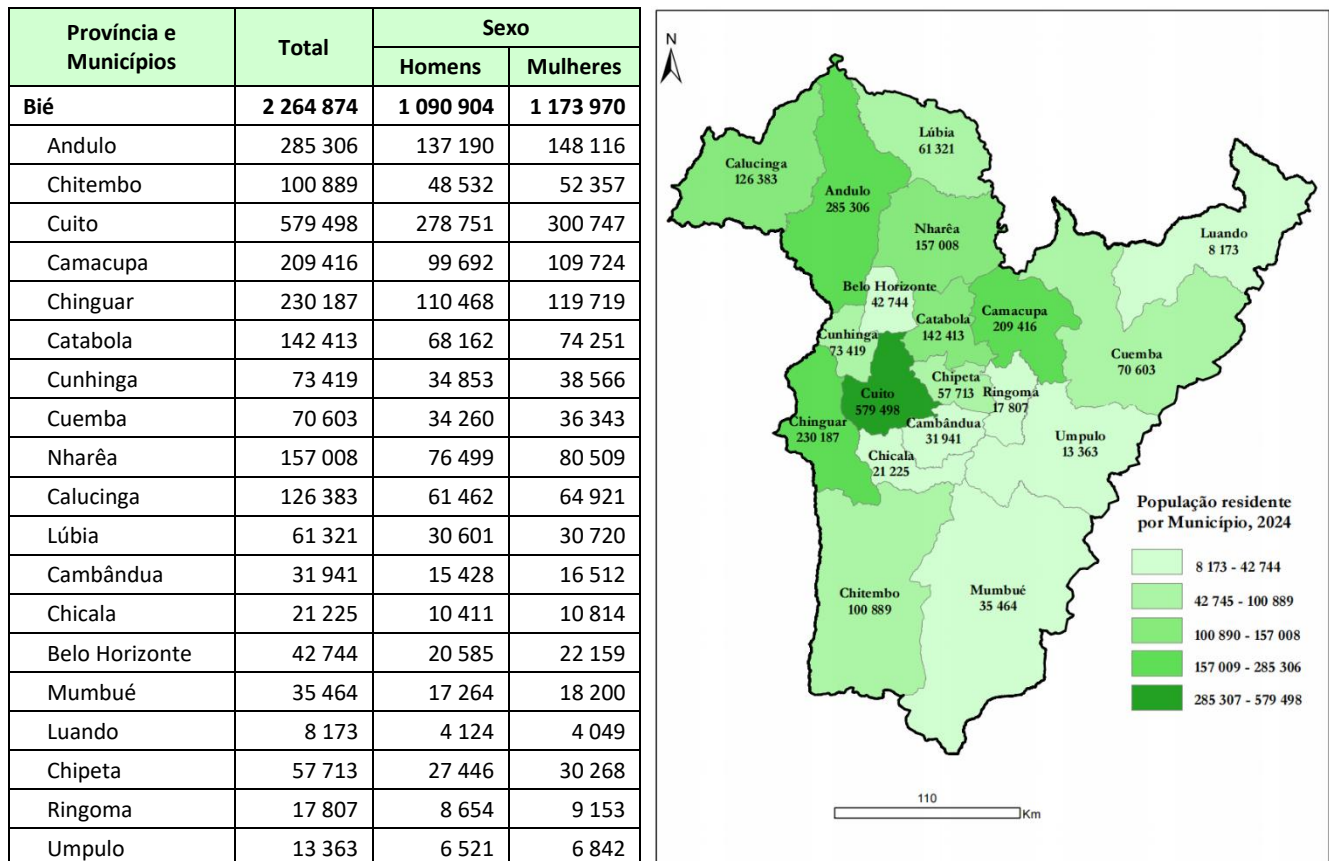 Província e Municípios Total Sexo
Homens Mulheres
Bié 2 264 874 1 090 904 1 173 970
Andulo 285 306 137 190 148 116
Chitembo 100 889 48 532 52 357
Cuito 579 498 278 751 300 747
Camacupa 209 416 99 692 109 724
Chinguar 230 187 110 468 119 719
Catabola 142 413 68 162 74 251
Cunhinga 73 419 34 853 38 566
Cuemba 70 603 34 260 36 343
Nharêa 157 008 76 499 80 509
Calucinga 126 383 61 462 64 921
Lúbia 61 321 30 601 30 720
Cambândua 31 941 15 428 16 512
Chicala 21 225 10 411 10 814
Belo Horizonte 42 744 20 585 22 159
Mumbué 35 464 17 264 18 200
Luando 8 173 4 124 4 049
Chipeta 57 713 27 446 30 268
Ringoma 17 807 8 654 9 153
Umpulo 13 363 6 521 6 842
N
Lúbia
61 321
Calucinga
126 383
Andulo
285 306
Nharêa
157 008
Luando
8 173
Belo Horizonte
42 744
Catabola
142 413
Camacupa
209 416
Cunhinga
73 419
Cuemba
70 603
Chipeta
57 713
Ringoma
17 807
Cuito
579 498
Chinguar
230 187
Cambândua
31 941
Umpulo
13 363
Chicala
21 225
Chitembo
100 889
Mumbué
35 464
População residente
por Município, 2024
8 173 - 42 744
42 745 - 100 889
100 890 - 157 008
157 009 - 285 306
285 307 - 579 498
110
Km